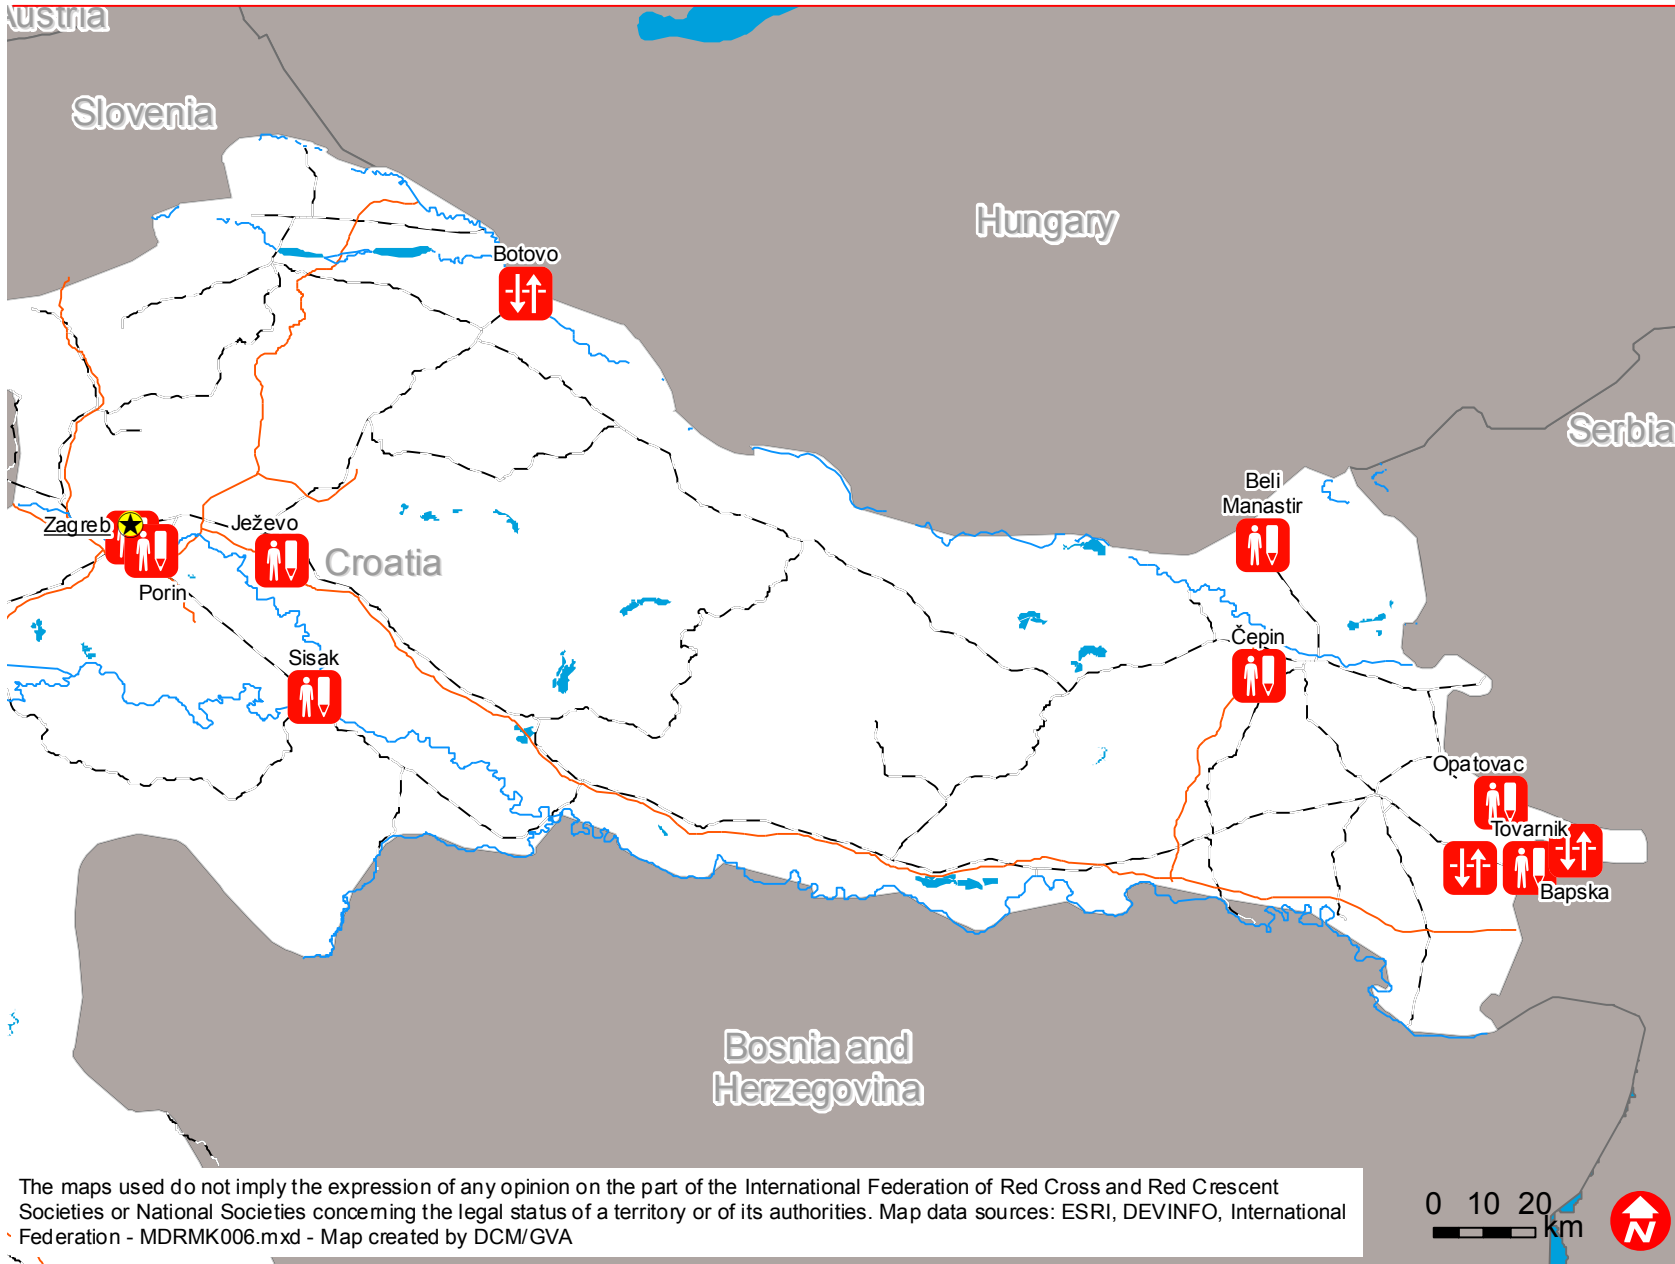 Austria
Slovenia
Hungary
Botovo
Serbia
Beli
Manastir
Zagreb
Ježevo
Croatia
Porin
Čepin
Sisak
Opatovac
Tovarnik
Bapska
Bosnia and
Herzegovina
The maps used do not imply the expression of any opinion on the part of the International Federation of Red Cross and Red Crescent
Societies or National Societies concerning the legal status of a territory or of its authorities. Map data sources: ESRI, DEVINFO, International
Federation - MDRMK006.mxd - Map created by DCM/GVA
0 10 20
km
N